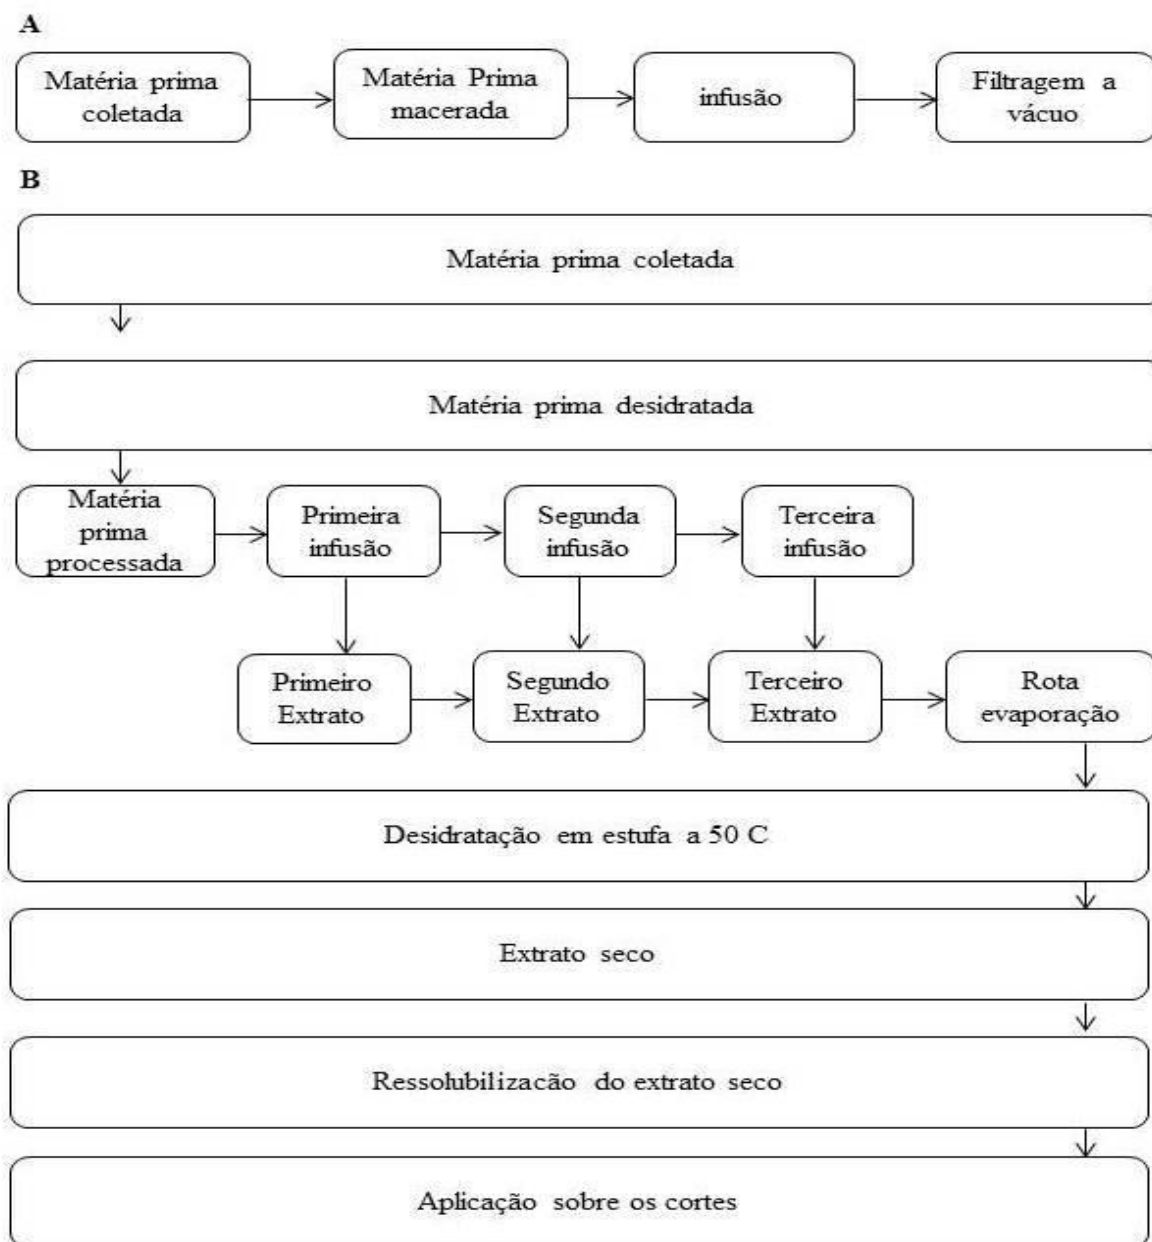 A
Matéria prima
coletada
Matéria Prima
macerada
infusão
Filtragem a
vácuo
B
Matéria prima coletada
Matéria prima desidratada
Matéria
prima
processada
Primeira
infusão
Segunda
infusão
Terceira
infusão
Primeiro
Extrato
Segundo
Extrato
Terceiro
Extrato
Rota
evaporação
Desidratação em estufa a 50 C
Extrato seco
Ressolubilizacão do extrato seco
Aplicação sobre os cortes